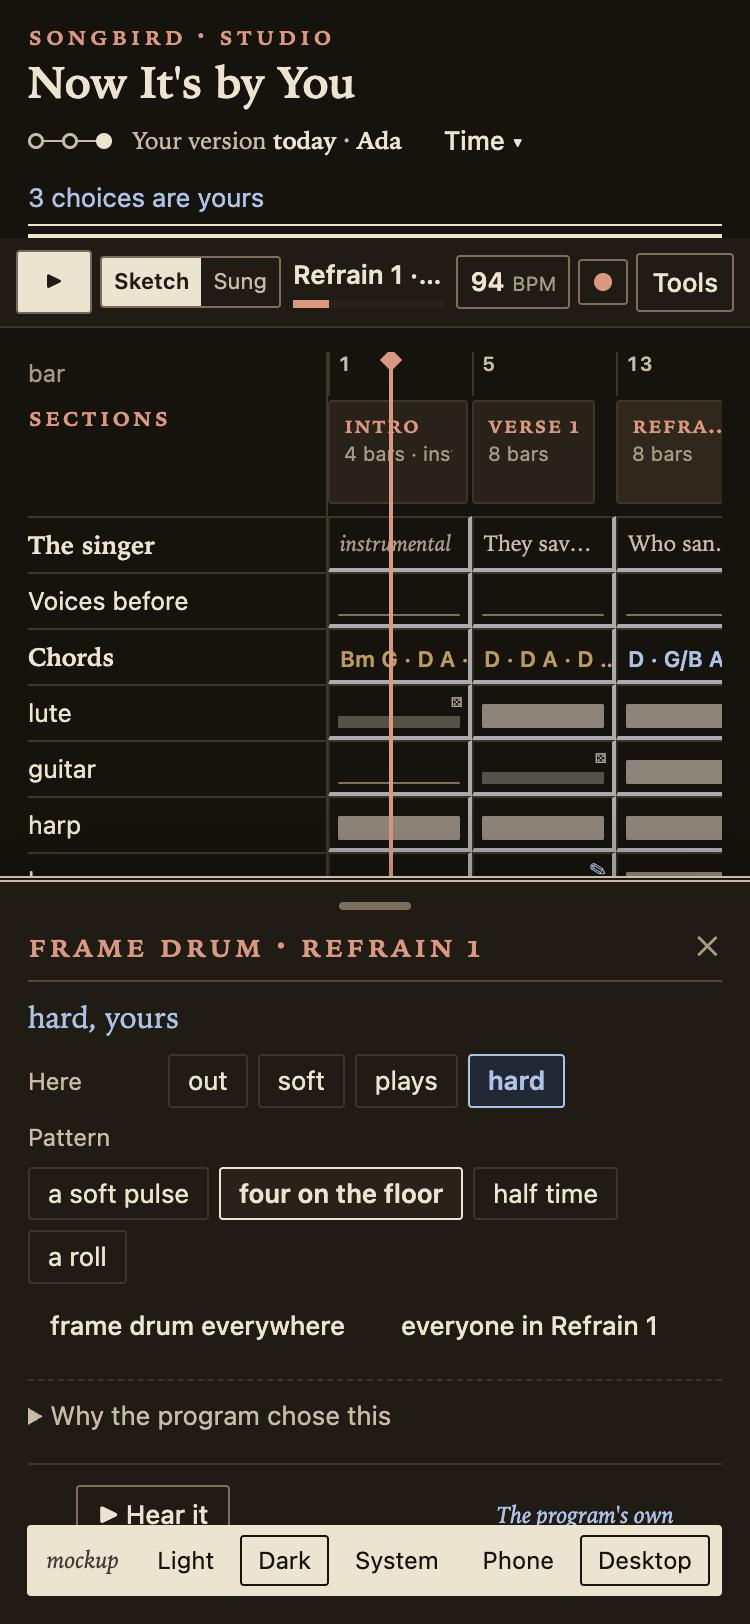 SONGBIRD · STUDIO
Now It's by You
Your version today · Ada Time ▾
3 choices are yours
Sketch Sung Refrain 1 ·… 94 BPM Tools
bar 1 5 13
SECTIONS INTRO VERSE 1 REFRA..
4 bars · ins 8 bars 8 bars
The singer instrumental They sav… Who san.
Voices before
Chords Bm G · D A · D · D A · D .. D · G/B A
lute
guitar
harp
FRAME DRUM · REFRAIN 1
hard, yours
Here out soft plays hard
Pattern
a soft pulse four on the floor half time
a roll
frame drum everywhere everyone in Refrain 1
Why the program chose this
Hear it The program's own
mockup Light Dark System Phone Desktop